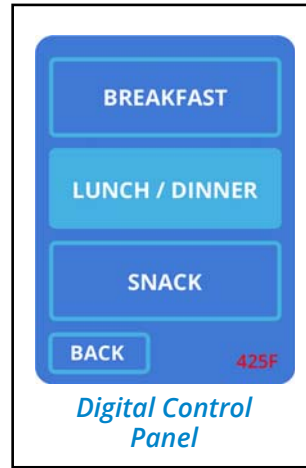 BREAKFAST
LUNCH / DINNER
SNACK
BACK
425F
Digital Control
Panel